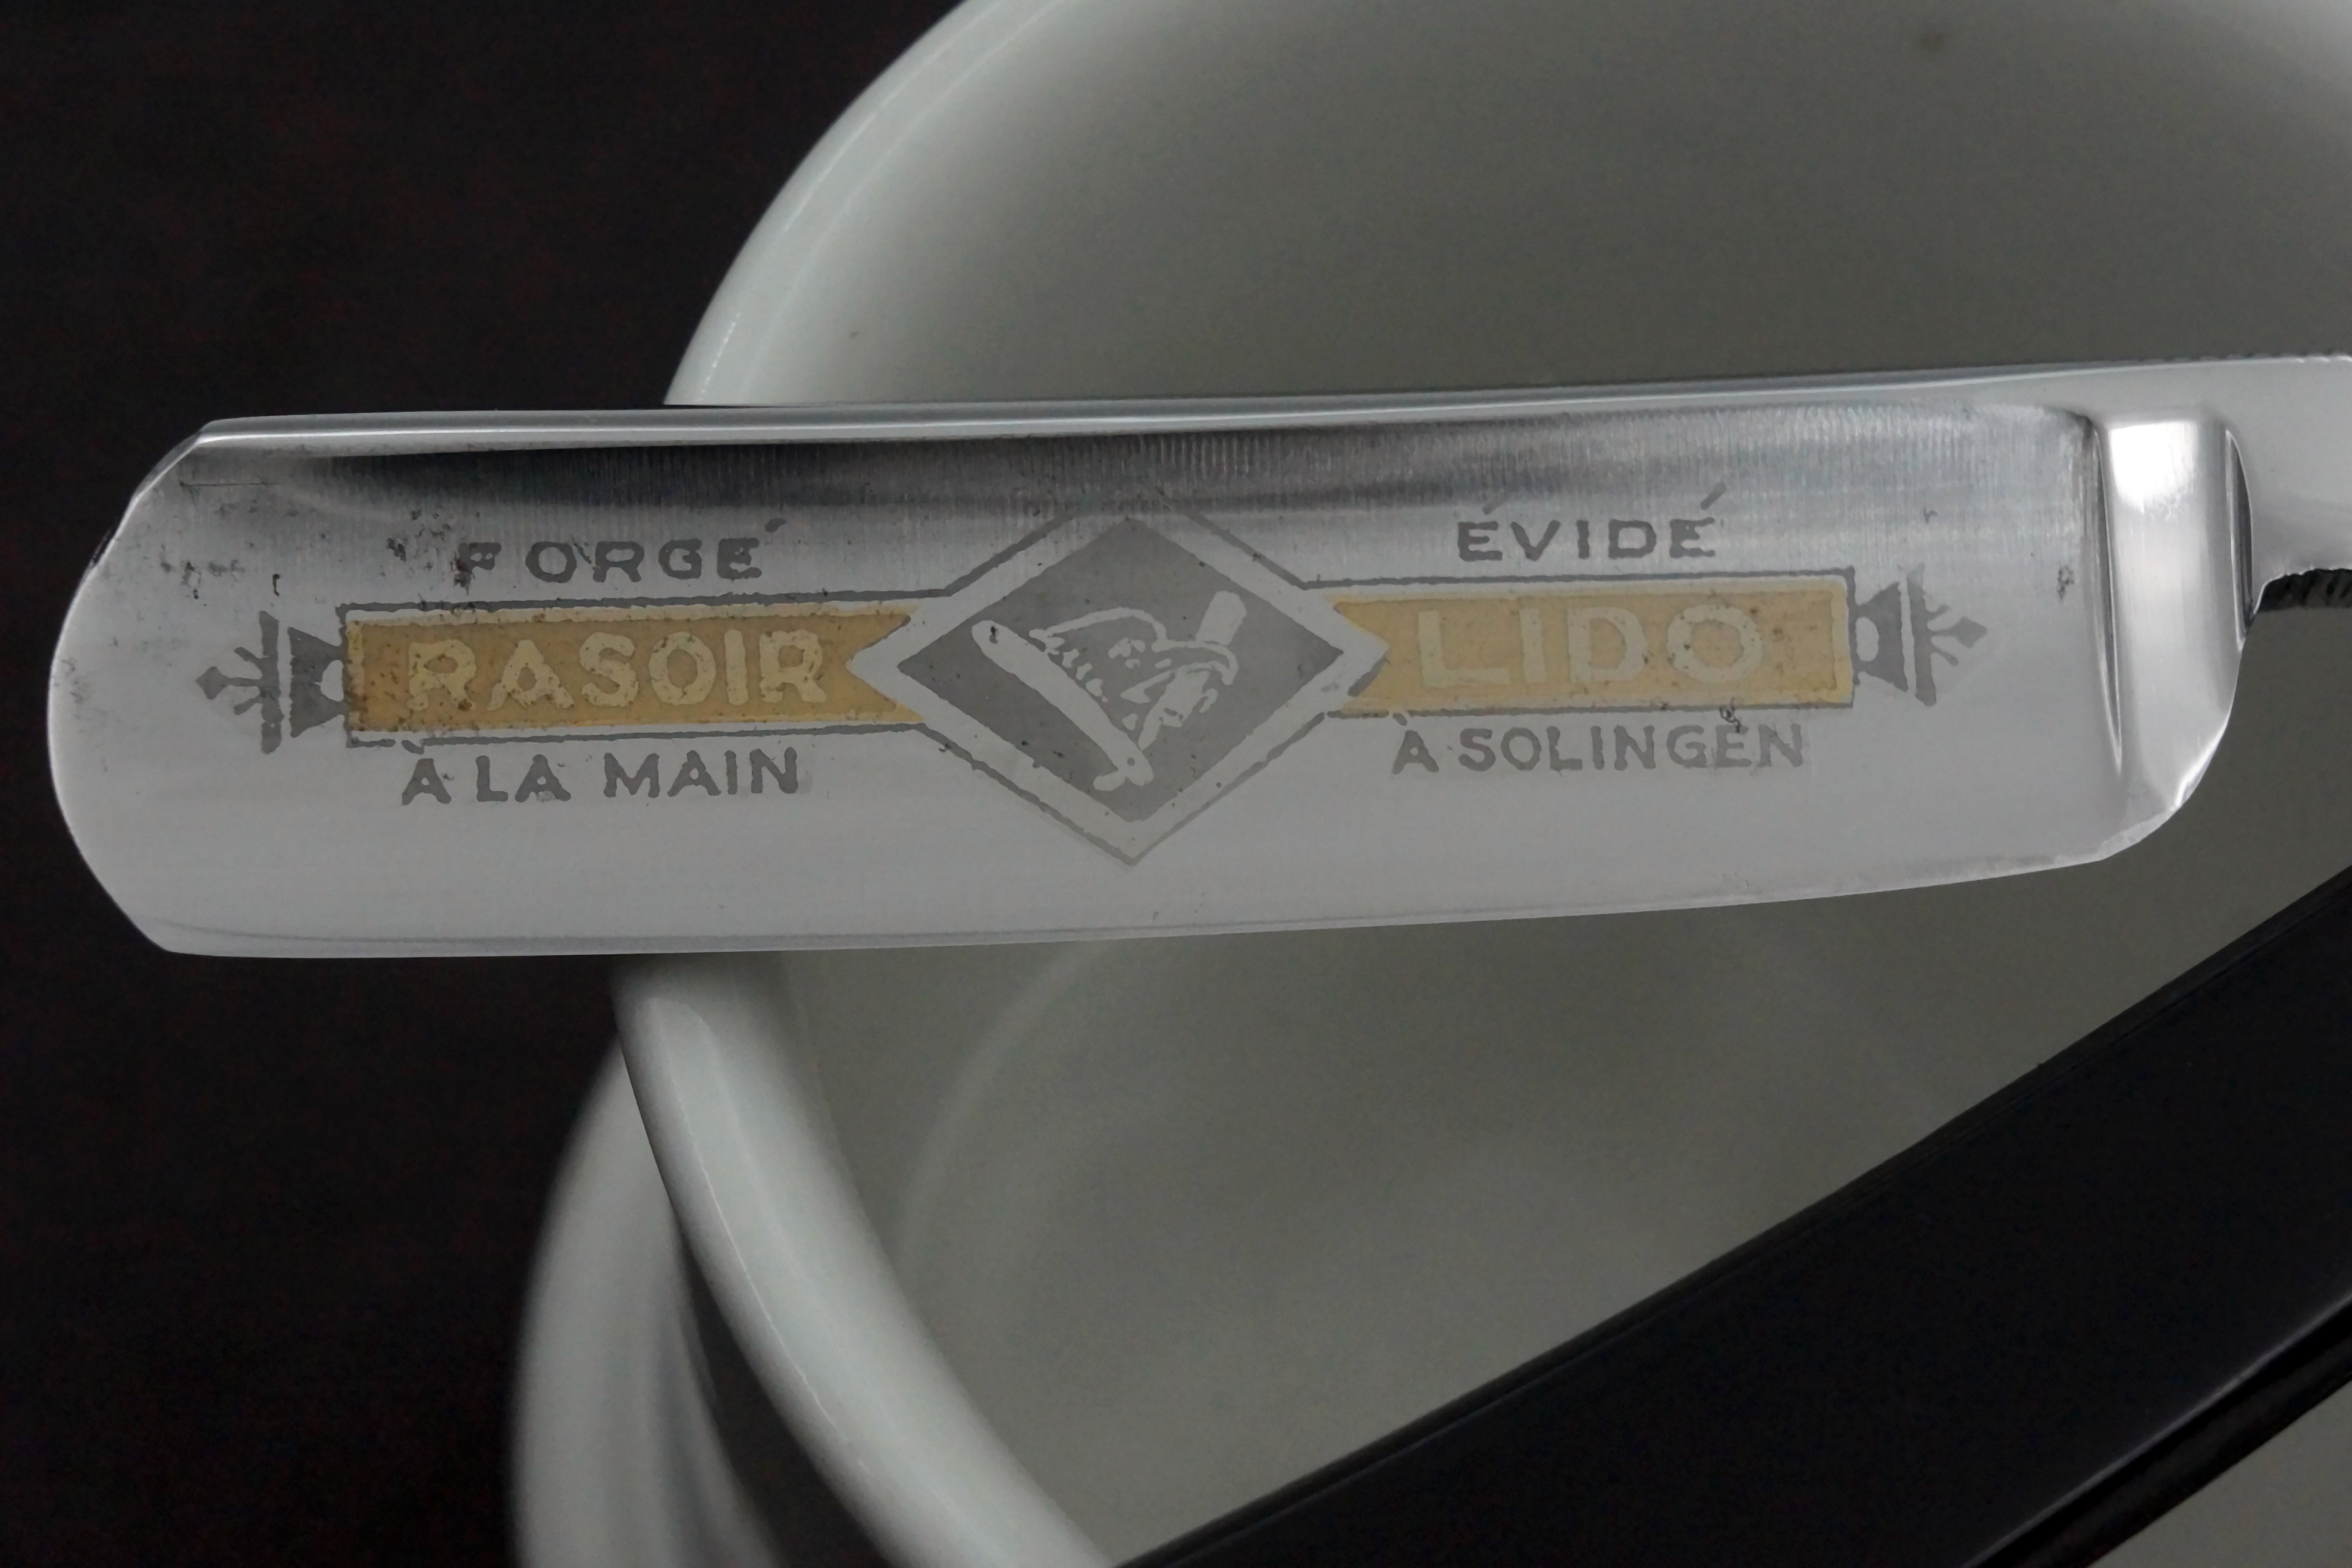 FORGÉ ÉVIDÉ
RASOIR LIDO
À LA MAIN À SOLINGEN